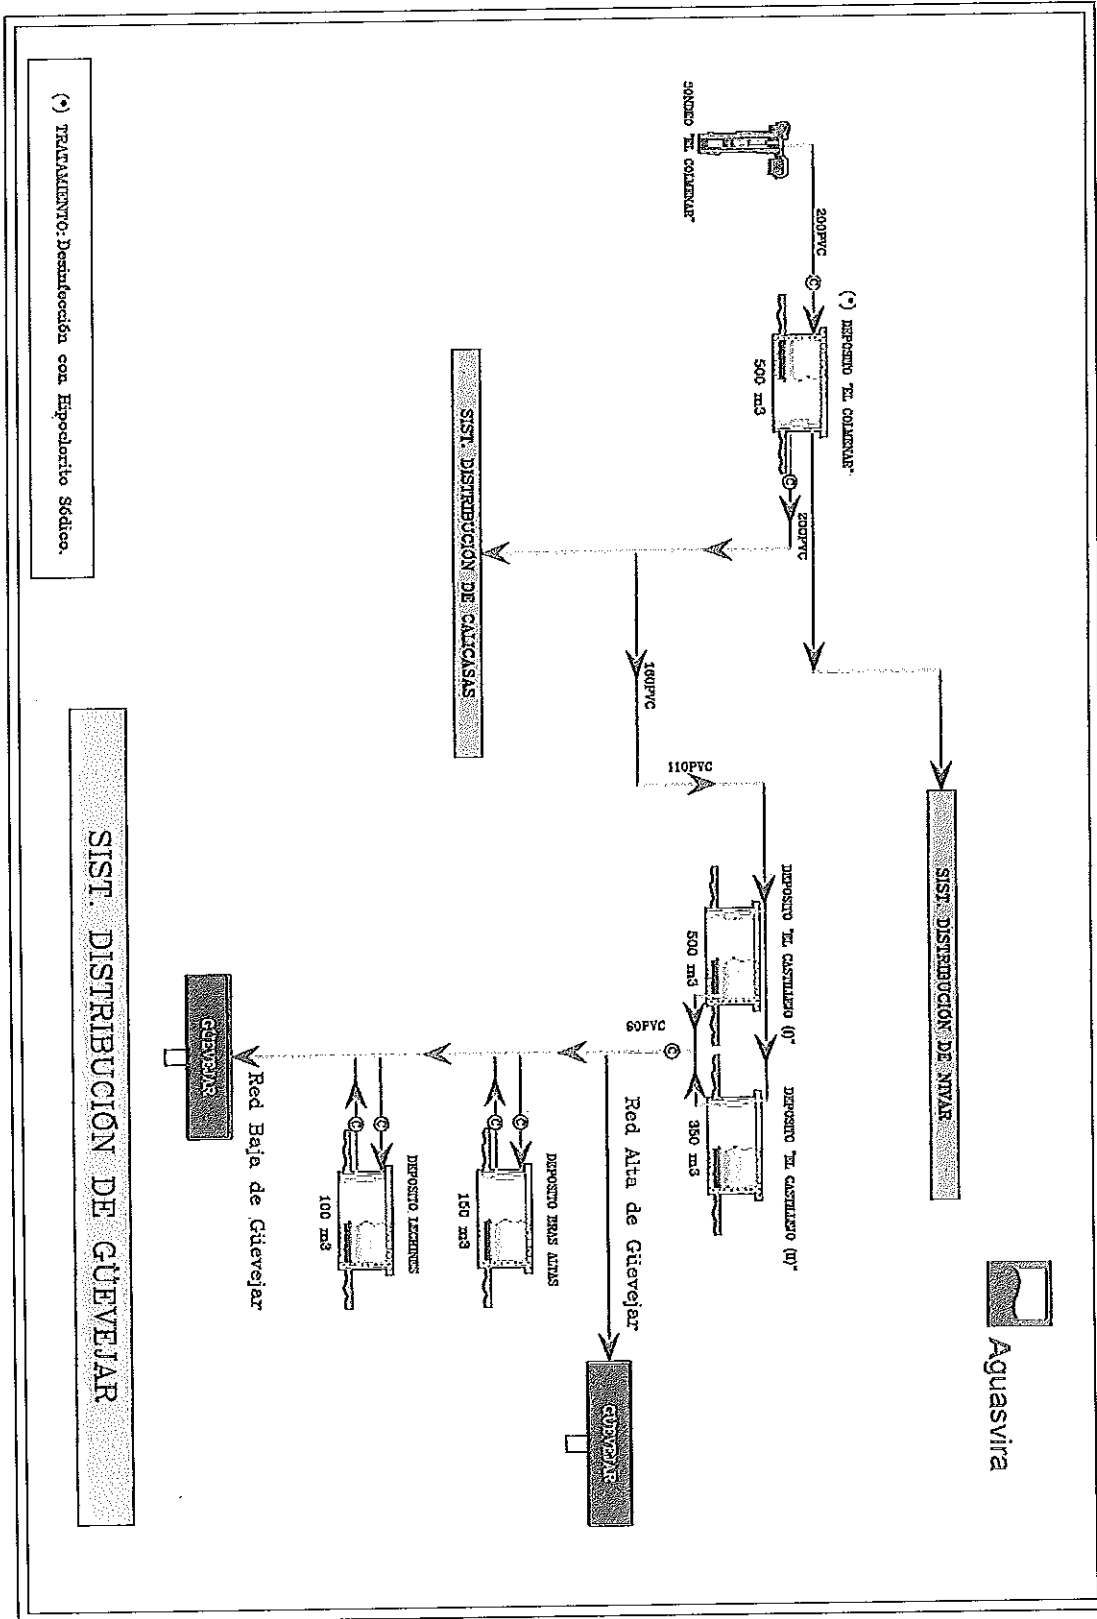 Aguasvira
SIST. DISTRIBUCIÓN DE NIVAR
(*) DEPOSITO "EL COLMENAR"
200PVC
C
500 m3
C
200PVC
SONDEO "EL COLMENAR"
DEPOSITO "EL CASTILLEJO (I)"
500 m3
DEPOSITO "EL CASTILLEJO (II)"
350 m3
110PVC
160PVC
C
Red Alta de Güevejar
GÜEVEJAR
SIST. DISTRIBUCIÓN DE CALICASAS
DEPOSITO ERAS ALTAS
C
C
150 m3
DEPOSITO LECHINES
C
C
100 m3
Red Baja de Güevejar
GÜEVEJAR
(*) TRATAMIENTO: Desinfección con Hipoclorito Sódico.
SIST. DISTRIBUCIÓN DE GÜEVEJAR